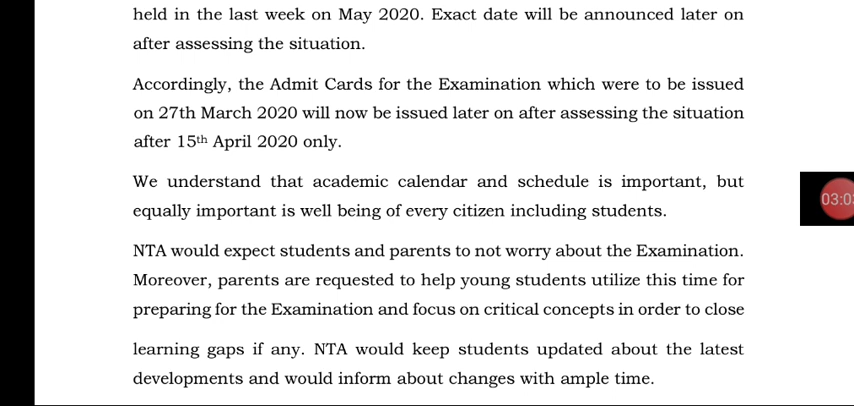 held in the last week on May 2020. Exact date will be announced later on
after assessing the situation.
Accordingly, the Admit Cards for the Examination which were to be issued
on 27th March 2020 will now be issued later on after assessing the situation
after 15th April 2020 only.
We understand that academic calendar and schedule is important, but
equally important is well being of every citizen including students.
NTA would expect students and parents to not worry about the Examination.
Moreover, parents are requested to help young students utilize this time for
preparing for the Examination and focus on critical concepts in order to close
learning gaps if any. NTA would keep students updated about the latest
developments and would inform about changes with ample time.